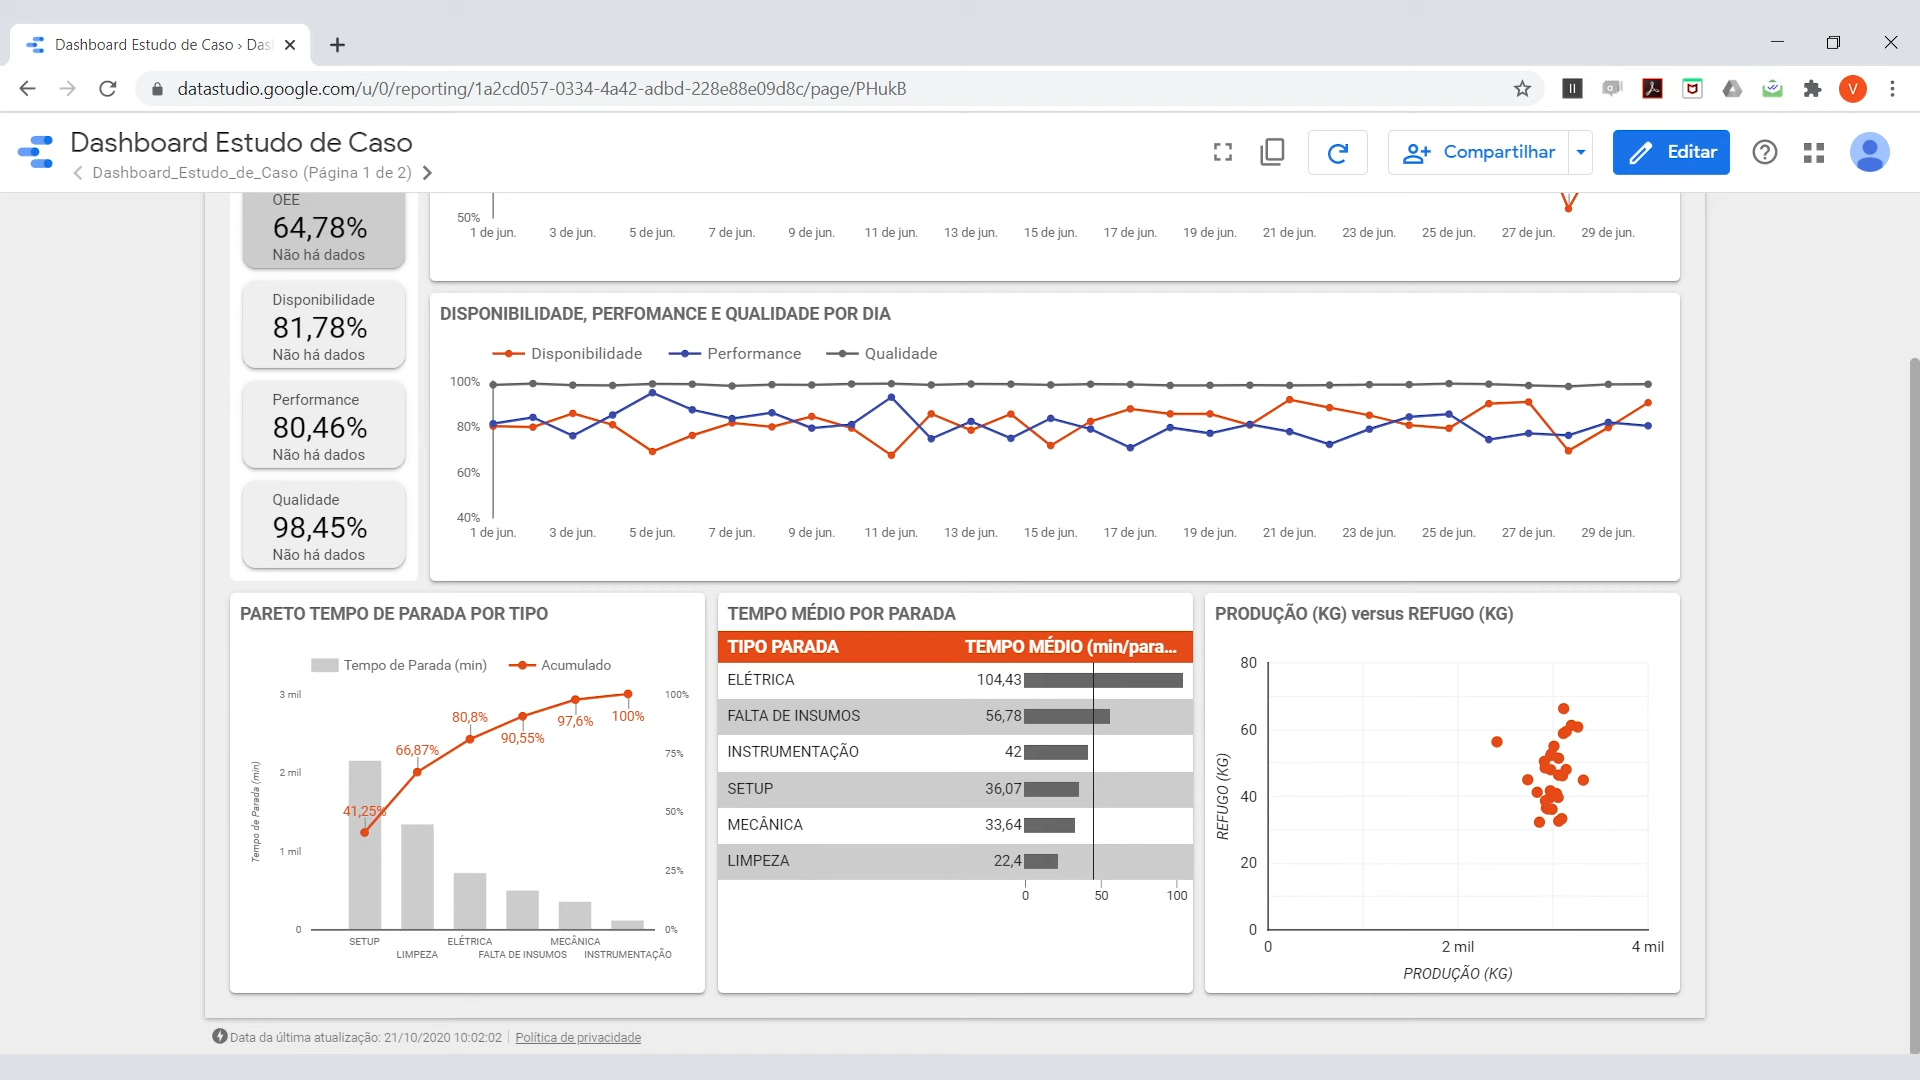 Dashboard Estudo de Caso › Das
datastudio.google.com/u/0/reporting/1a2cd057-0334-4a42-adbd-228e88e09d8c/page/PHukB
V
Dashboard Estudo de Caso
Dashboard_Estudo_de_Caso (Página 1 de 2)
Compartilhar
Editar
OEE
64,78%
Não há dados
50%
1 de jun. 3 de jun. 5 de jun. 7 de jun. 9 de jun. 11 de jun. 13 de jun. 15 de jun. 17 de jun. 19 de jun. 21 de jun. 23 de jun. 25 de jun. 27 de jun. 29 de jun.
Disponibilidade
81,78%
Não há dados
Performance
80,46%
Não há dados
Qualidade
98,45%
Não há dados
DISPONIBILIDADE, PERFOMANCE E QUALIDADE POR DIA
Disponibilidade Performance Qualidade
100%
80%
60%
40%
1 de jun. 3 de jun. 5 de jun. 7 de jun. 9 de jun. 11 de jun. 13 de jun. 15 de jun. 17 de jun. 19 de jun. 21 de jun. 23 de jun. 25 de jun. 27 de jun. 29 de jun.
PARETO TEMPO DE PARADA POR TIPO
Tempo de Parada (min) Acumulado
3 mil
2 mil
1 mil
0
Tempo de Parada (min)
41,25%
66,87%
80,8%
90,55%
97,6%
100%
100%
75%
50%
25%
0%
SETUP
LIMPEZA
ELÉTRICA
FALTA DE INSUMOS
MECÂNICA
INSTRUMENTAÇÃO
TEMPO MÉDIO POR PARADA
TIPO PARADA TEMPO MÉDIO (min/para...
ELÉTRICA 104,43
FALTA DE INSUMOS 56,78
INSTRUMENTAÇÃO 42
SETUP 36,07
MECÂNICA 33,64
LIMPEZA 22,4
0 50 100
PRODUÇÃO (KG) versus REFUGO (KG)
80
60
40
20
0
REFUGO (KG)
0 2 mil 4 mil
PRODUÇÃO (KG)
Data da última atualização: 21/10/2020 10:02:02
Política de privacidade